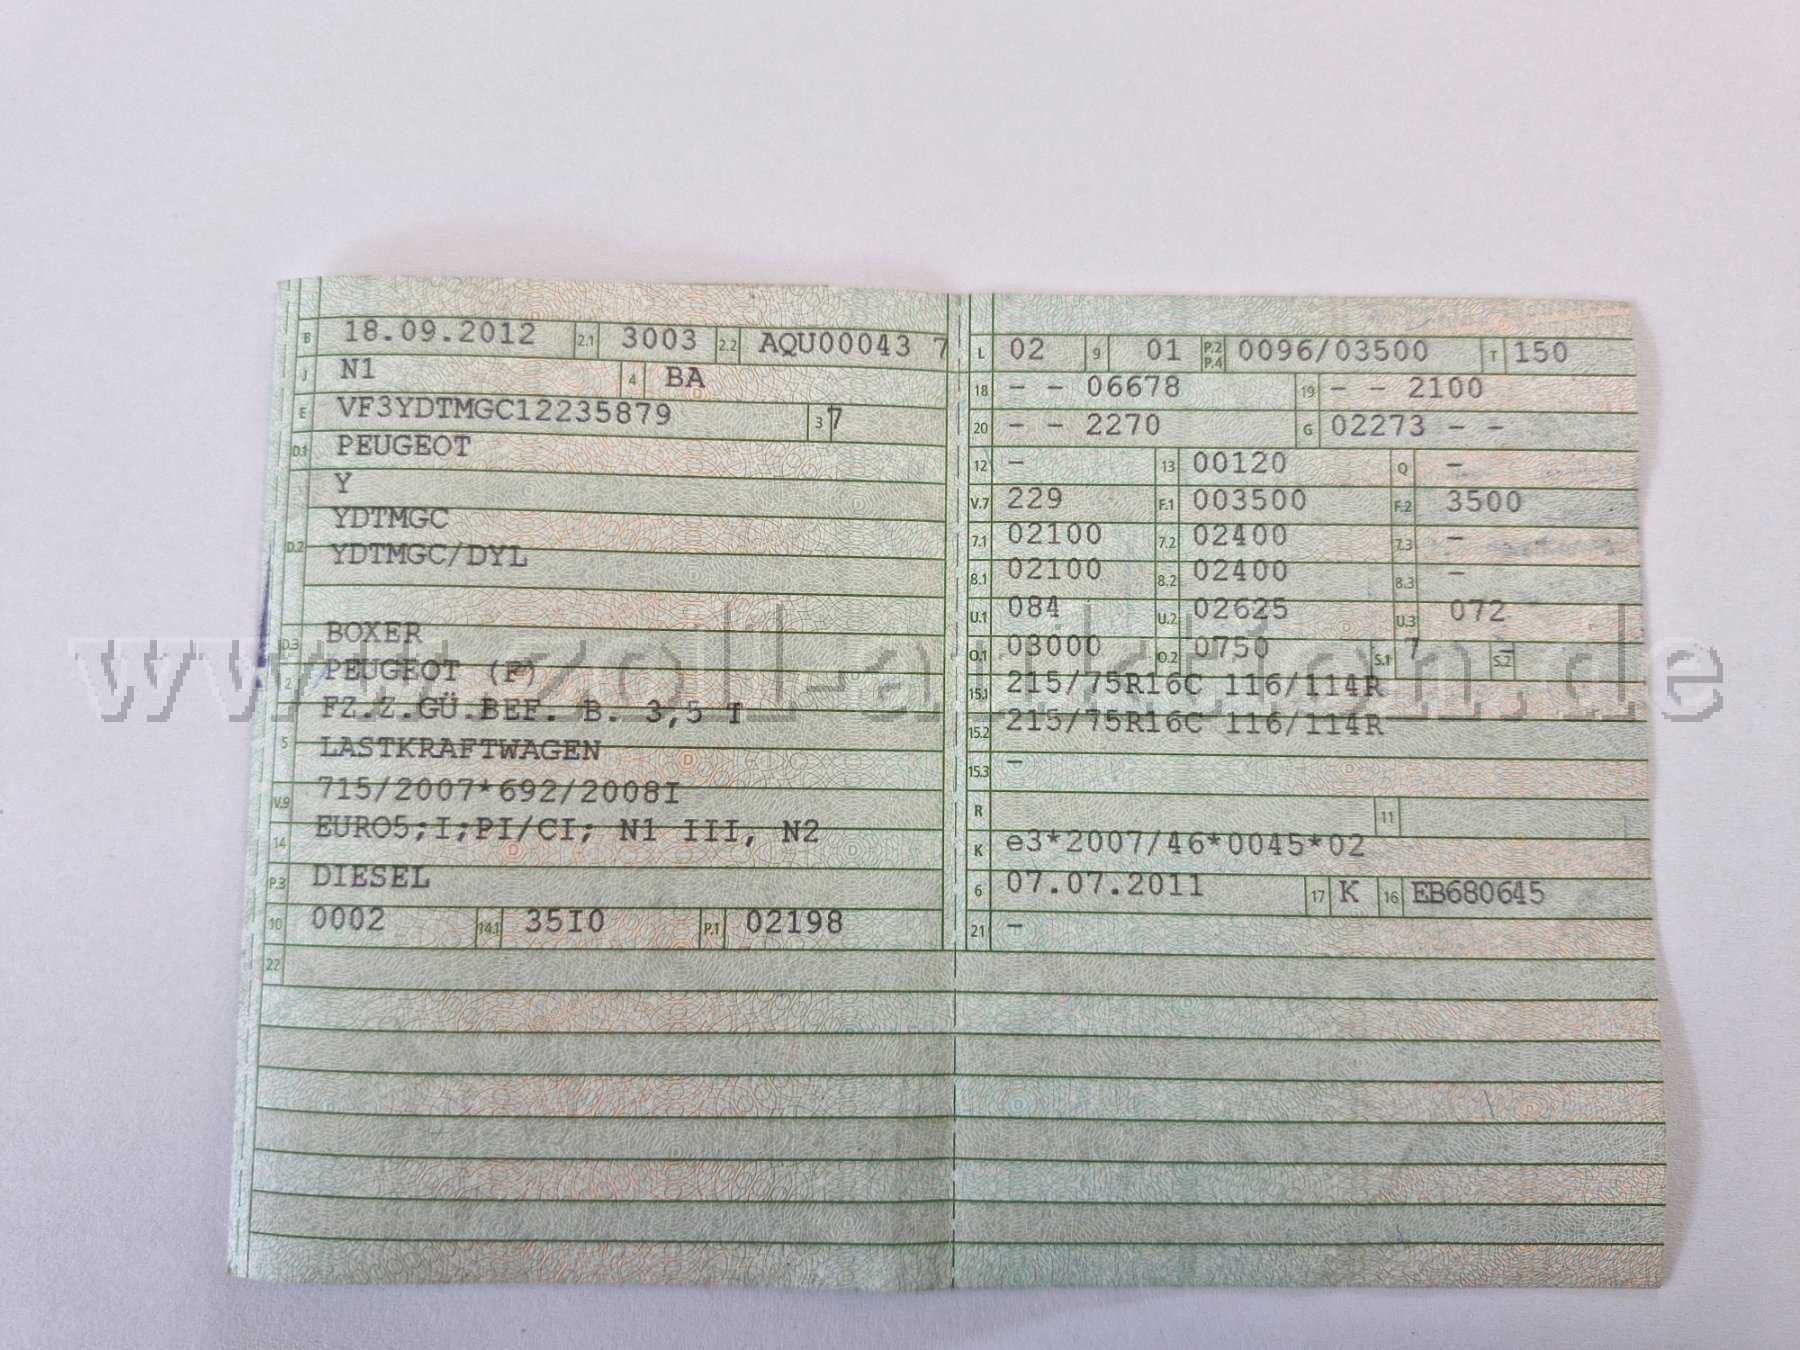 B 18.09.2012 2.1 3003 2.2 AQU00043 7
J N1 4 BA
E VF3YDTMGC12235879 3 7
D.1 PEUGEOT
Y
YDTMGC
D.2 YDTMGC/DYL
D.3 BOXER
2 PEUGEOT (F)
FZ.Z.GÜ.BEF. B. 3,5 T
5 LASTKRAFTWAGEN
V.9 715/2007*692/2008I
14 EURO5;I;PI/CI; N1 III, N2
P.3 DIESEL
10 0002 14.1 35I0 P.1 02198
22
L 02 9 01 P.2 P.4 0096/03500 T 150
18 - - 06678 19 - - 2100
20 - - 2270 G 02273 - -
12 - 13 00120 Q -
V.7 229 F.1 003500 F.2 3500
7.1 02100 7.2 02400 7.3 -
8.1 02100 8.2 02400 8.3 -
U.1 084 U.2 02625 U.3 072
O.1 03000 O.2 0750 S.1 7 S.2 -
15.1 215/75R16C 116/114R
15.2 215/75R16C 116/114R
15.3 -
R 11
K e3*2007/46*0045*02
6 07.07.2011 17 K 16 EB680645
21 -
www.zoll-auktion.de